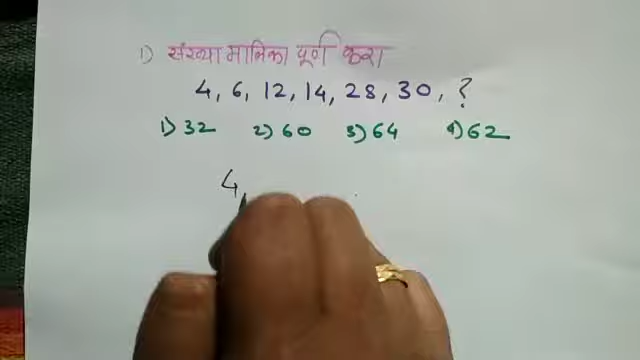 1) संख्या मालिका पूर्ण करा
4, 6, 12, 14, 28, 30, ?
1) 32 2) 60 3) 64 4) 62
4,